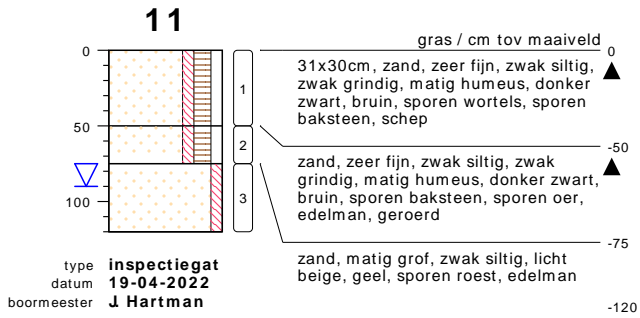 11
gras / cm tov maaiveld
0
0
31x30cm, zand, zeer fijn, zwak siltig,
zwak grindig, matig humeus, donker
zwart, bruin, sporen wortels, sporen
baksteen, schep
1
50
-50
2
zand, zeer fijn, zwak siltig, zwak
grindig, matig humeus, donker zwart,
bruin, sporen baksteen, sporen oer,
edelman, geroerd
100
3
-75
zand, matig grof, zwak siltig, licht
beige, geel, sporen roest, edelman
-120
type inspectiegat
datum 19-04-2022
boormeester J. Hartman